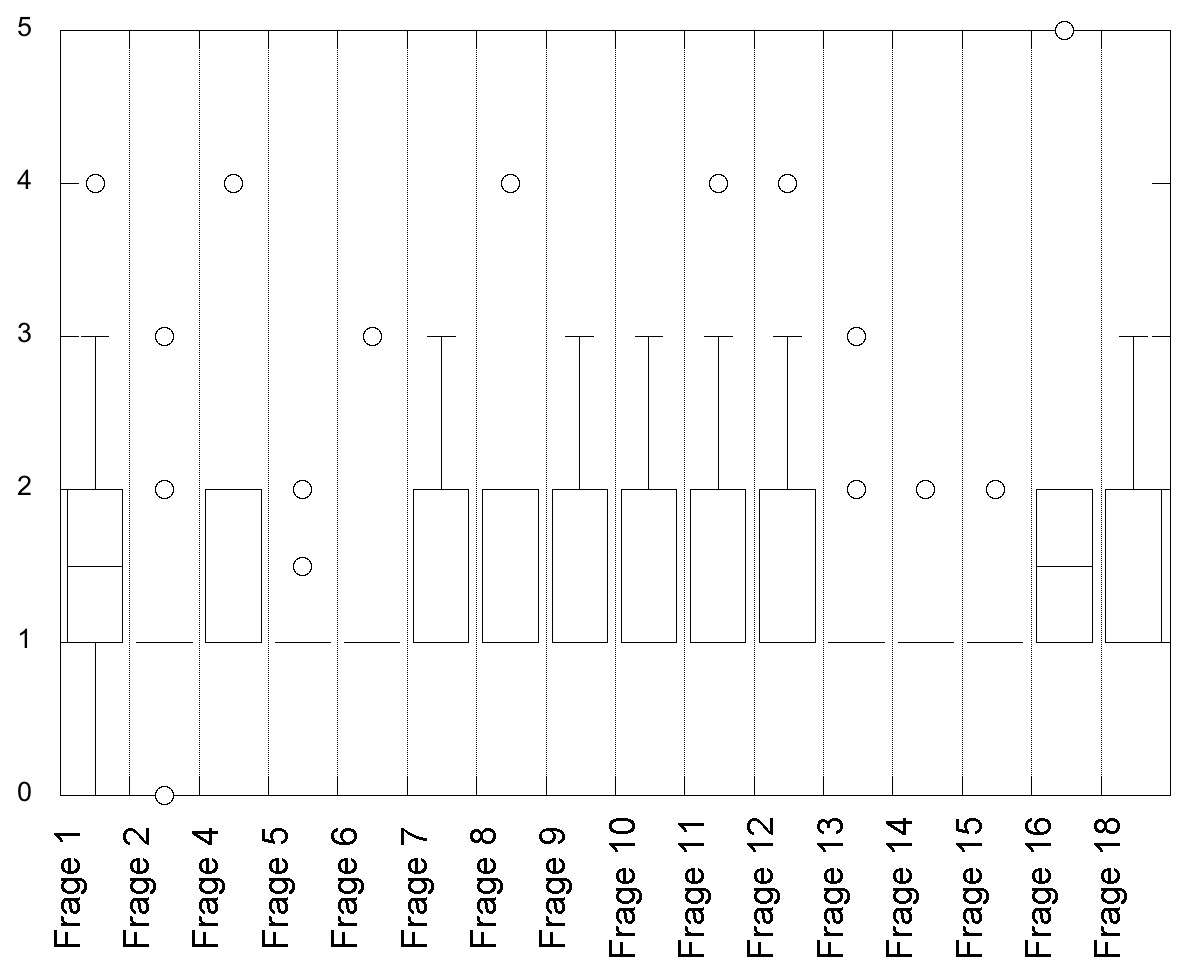 5
4
3
2
1
0
Frage 1
Frage 2
Frage 4
Frage 5
Frage 6
Frage 7
Frage 8
Frage 9
Frage 10
Frage 11
Frage 12
Frage 13
Frage 14
Frage 15
Frage 16
Frage 18